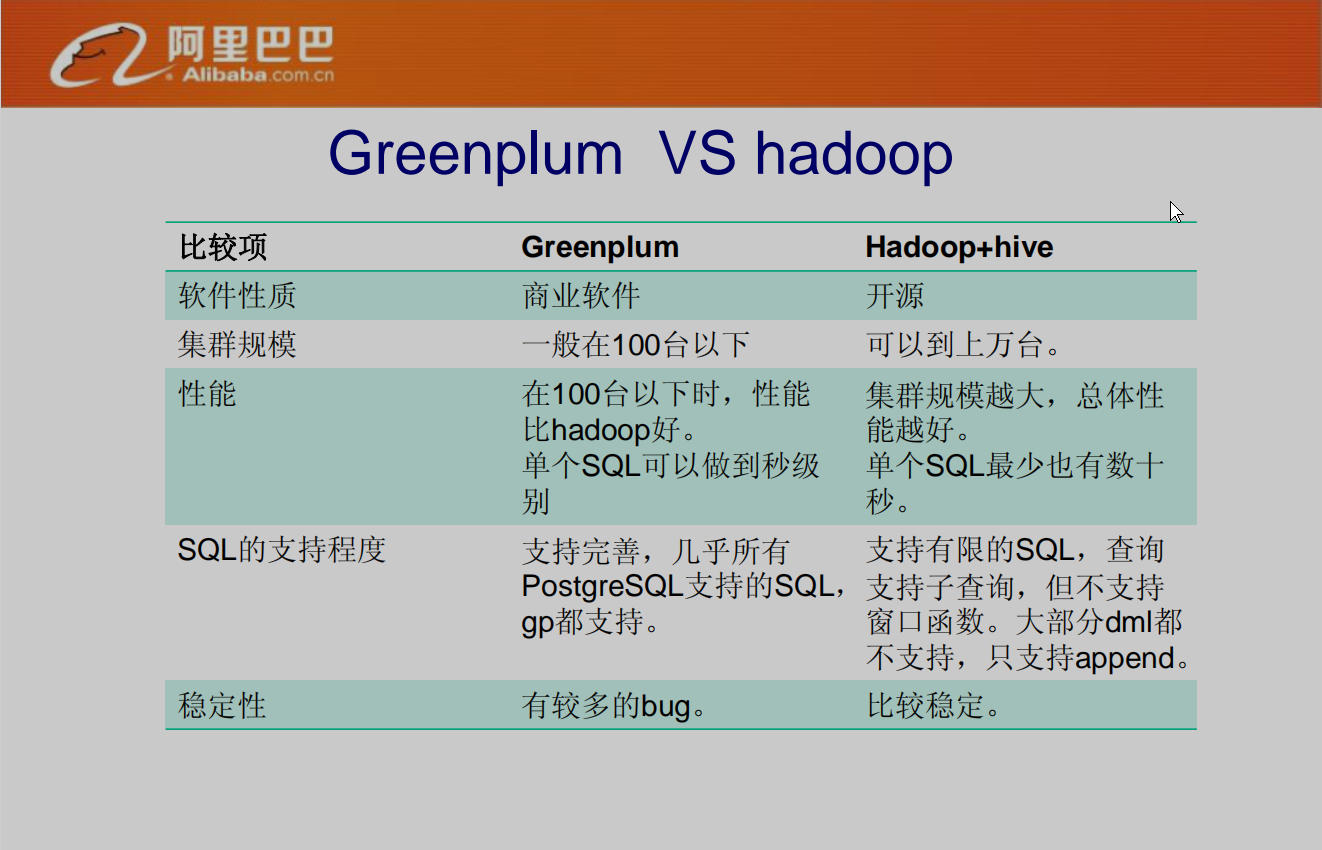 阿里巴巴
Alibaba.com.cn
Greenplum VS hadoop
比较项 Greenplum Hadoop+hive
软件性质 商业软件 开源
集群规模 一般在100台以下 可以到上万台。
性能
在100台以下时，性能
比hadoop好。
单个SQL可以做到秒级
别
集群规模越大，总体性
能越好。
单个SQL最少也有数十
秒。
SQL的支持程度
支持完善，几乎所有
PostgreSQL支持的SQL，
gp都支持。
支持有限的SQL，查询
支持子查询，但不支持
窗口函数。大部分dml都
不支持，只支持append。
稳定性 有较多的bug。 比较稳定。